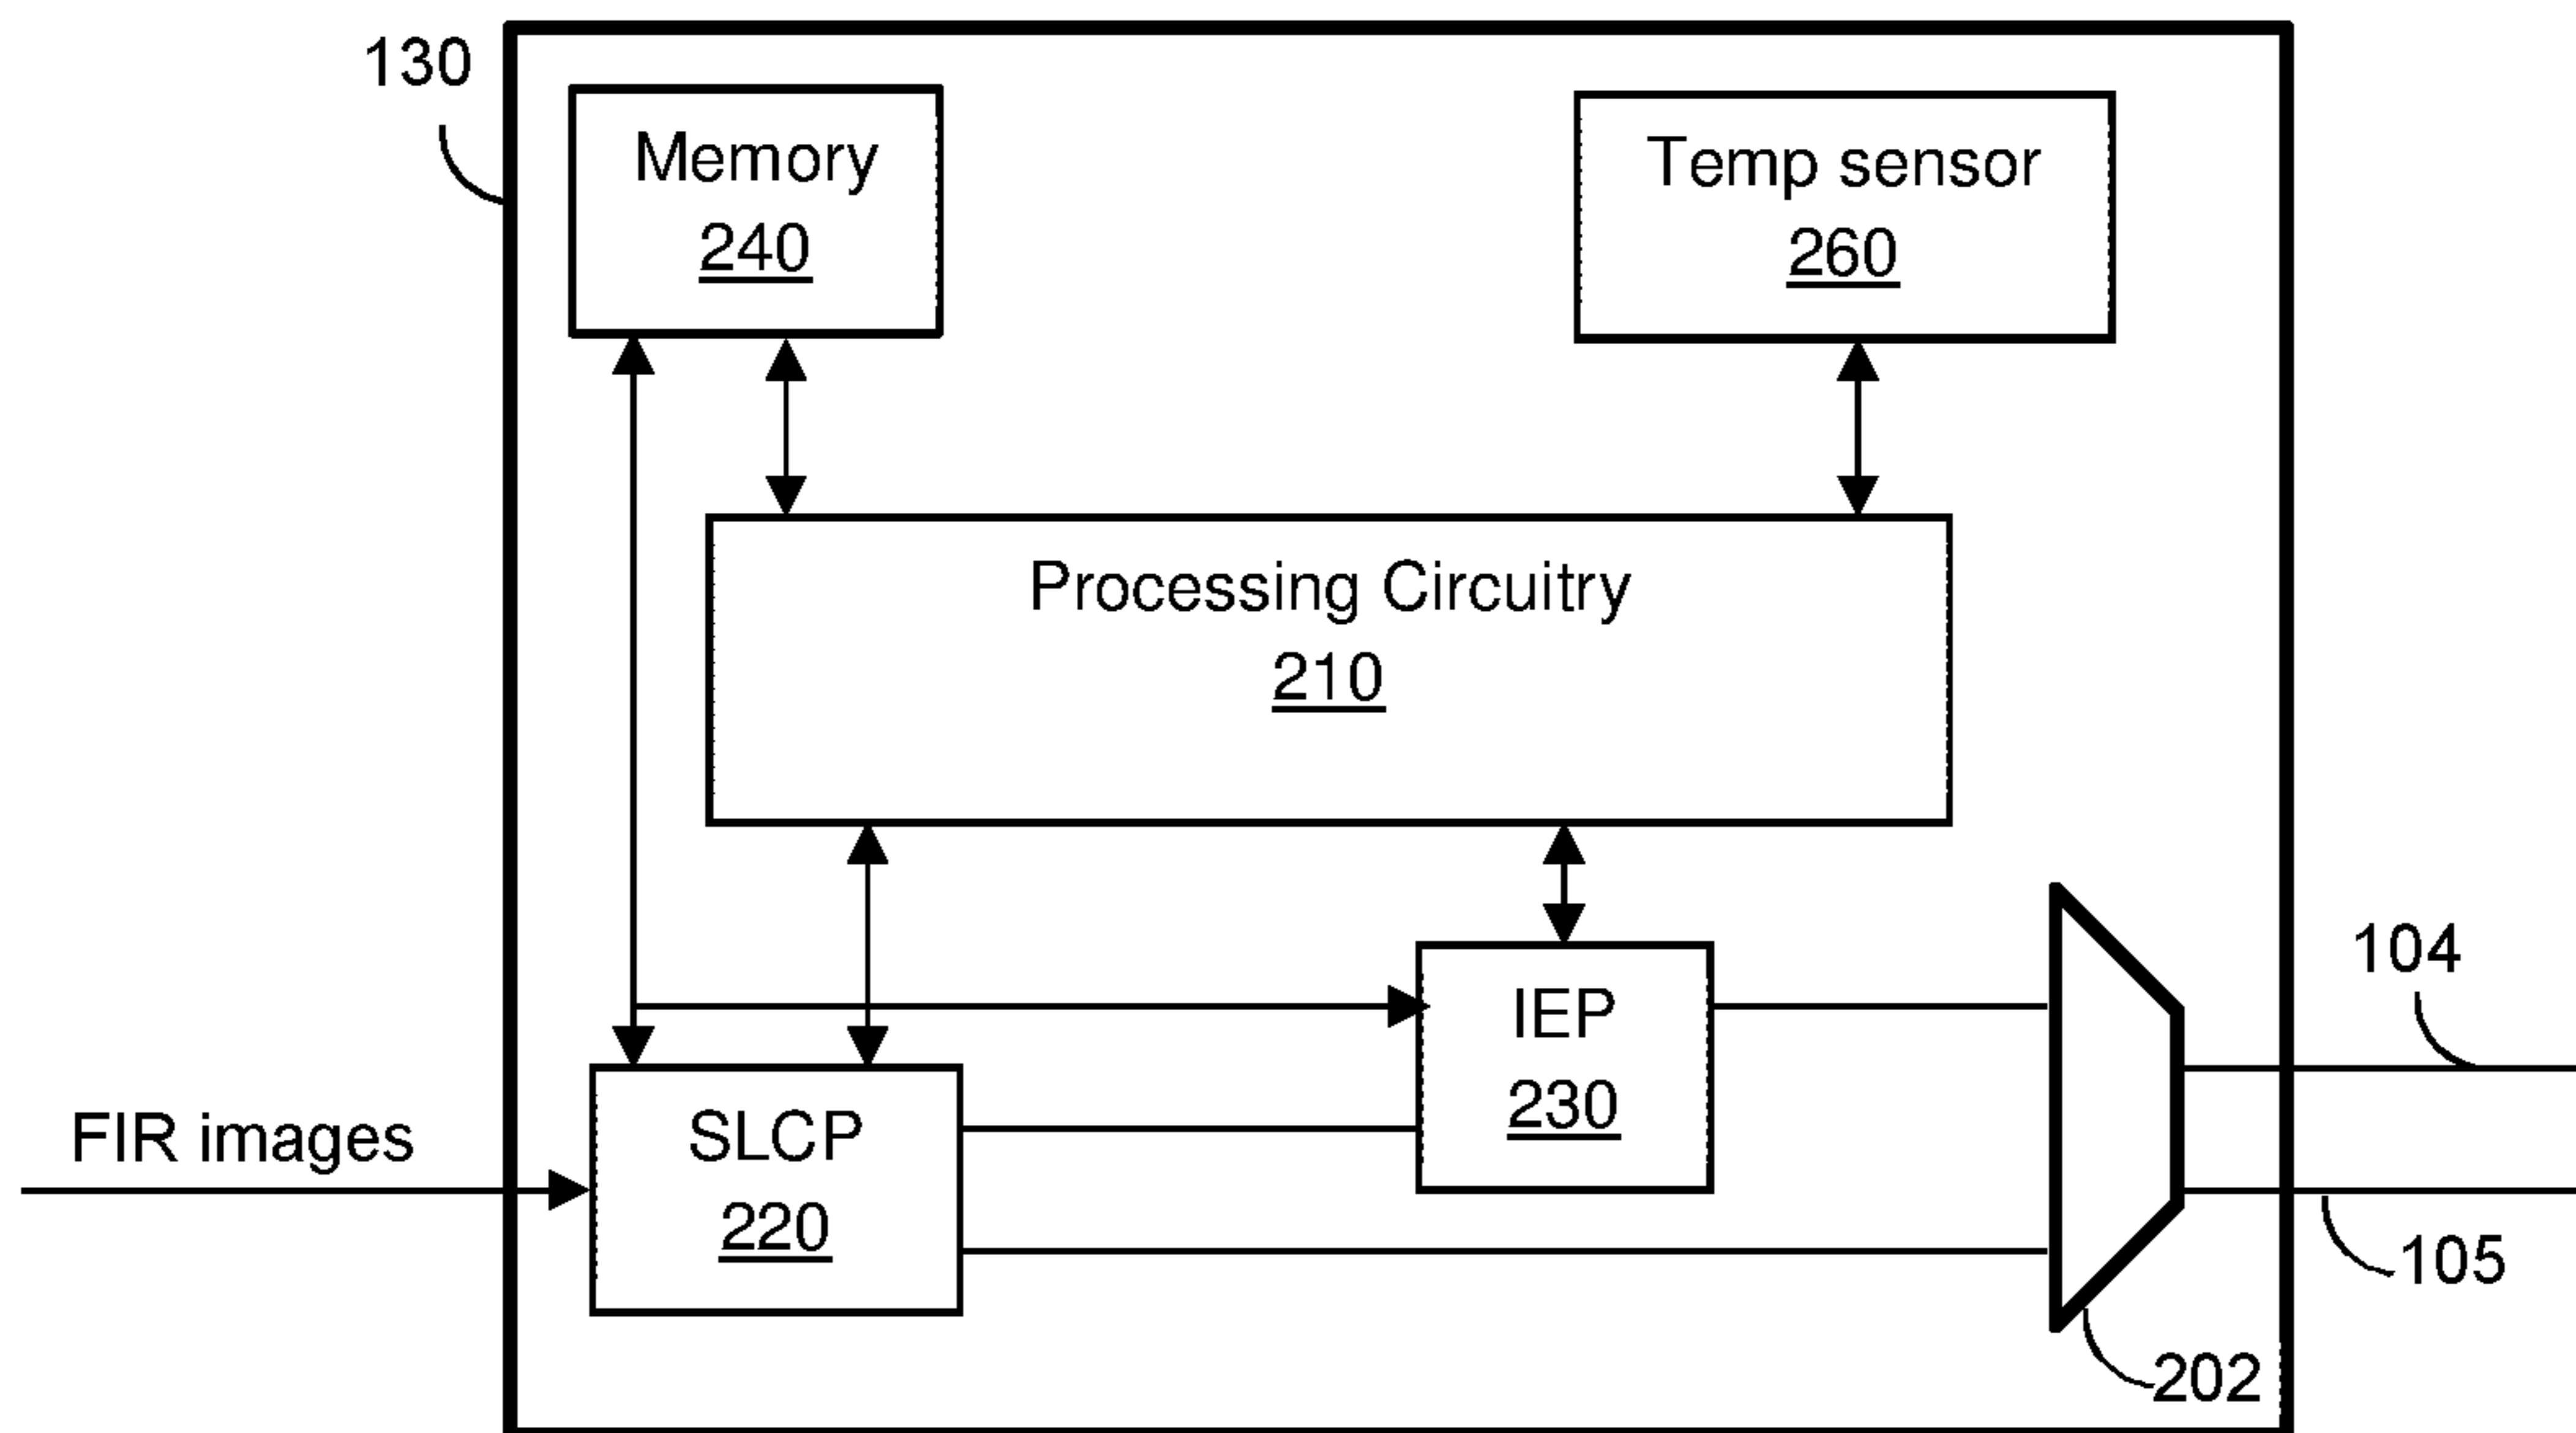 130
Memory
240
Temp sensor
260
Processing Circuitry
210
104
IEP
230
FIR images
SLCP
220
105
202